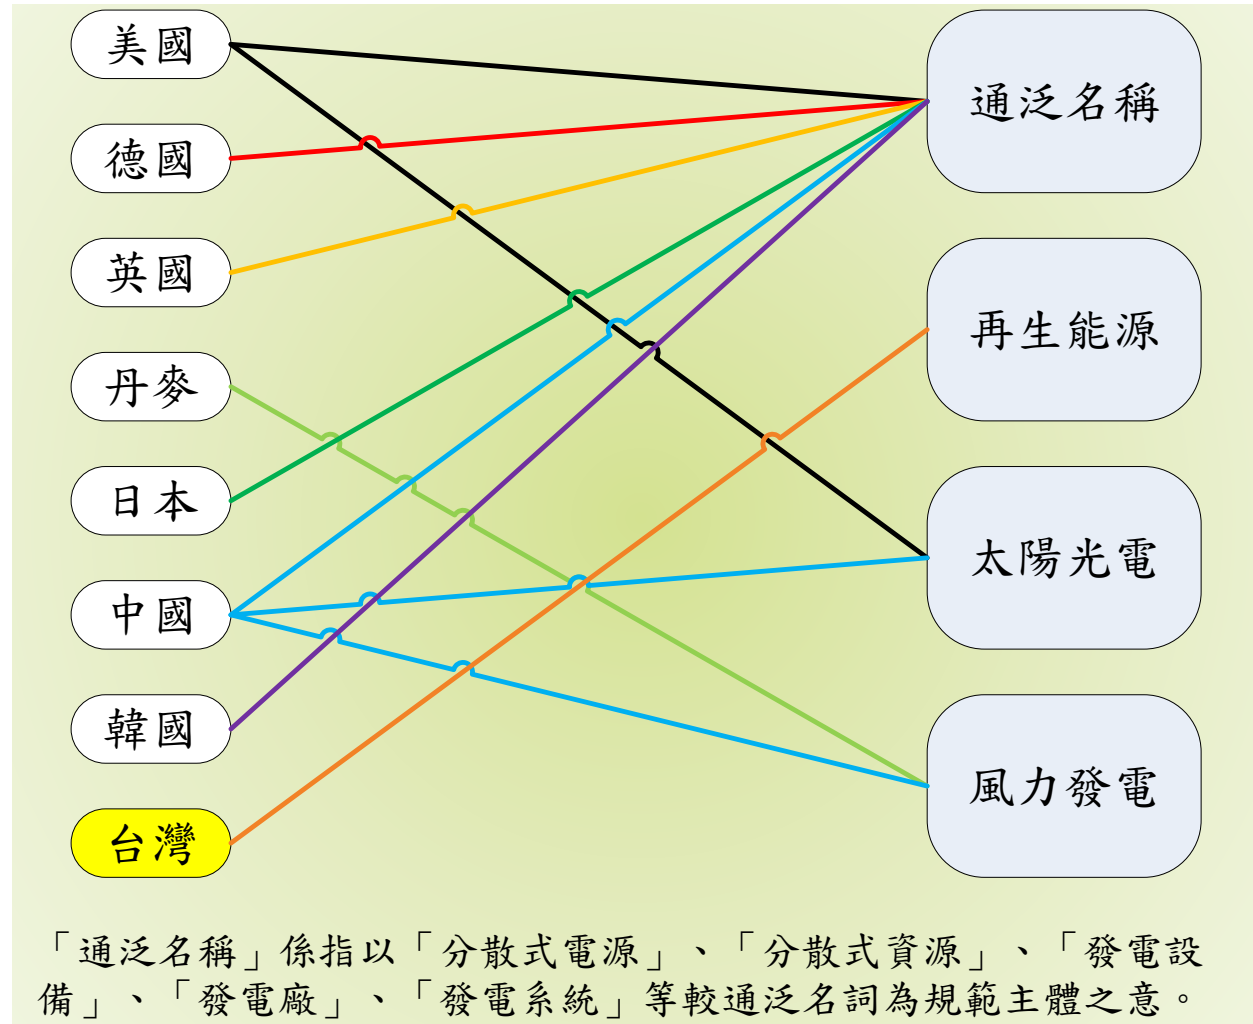 美國
德國
英國
丹麥
日本
中國
韓國
台灣
通泛名稱
再生能源
太陽光電
風力發電
「通泛名稱」係指以「分散式電源」、「分散式資源」、「發電設
備」、「發電廠」、「發電系統」等較通泛名詞為規範主體之意。